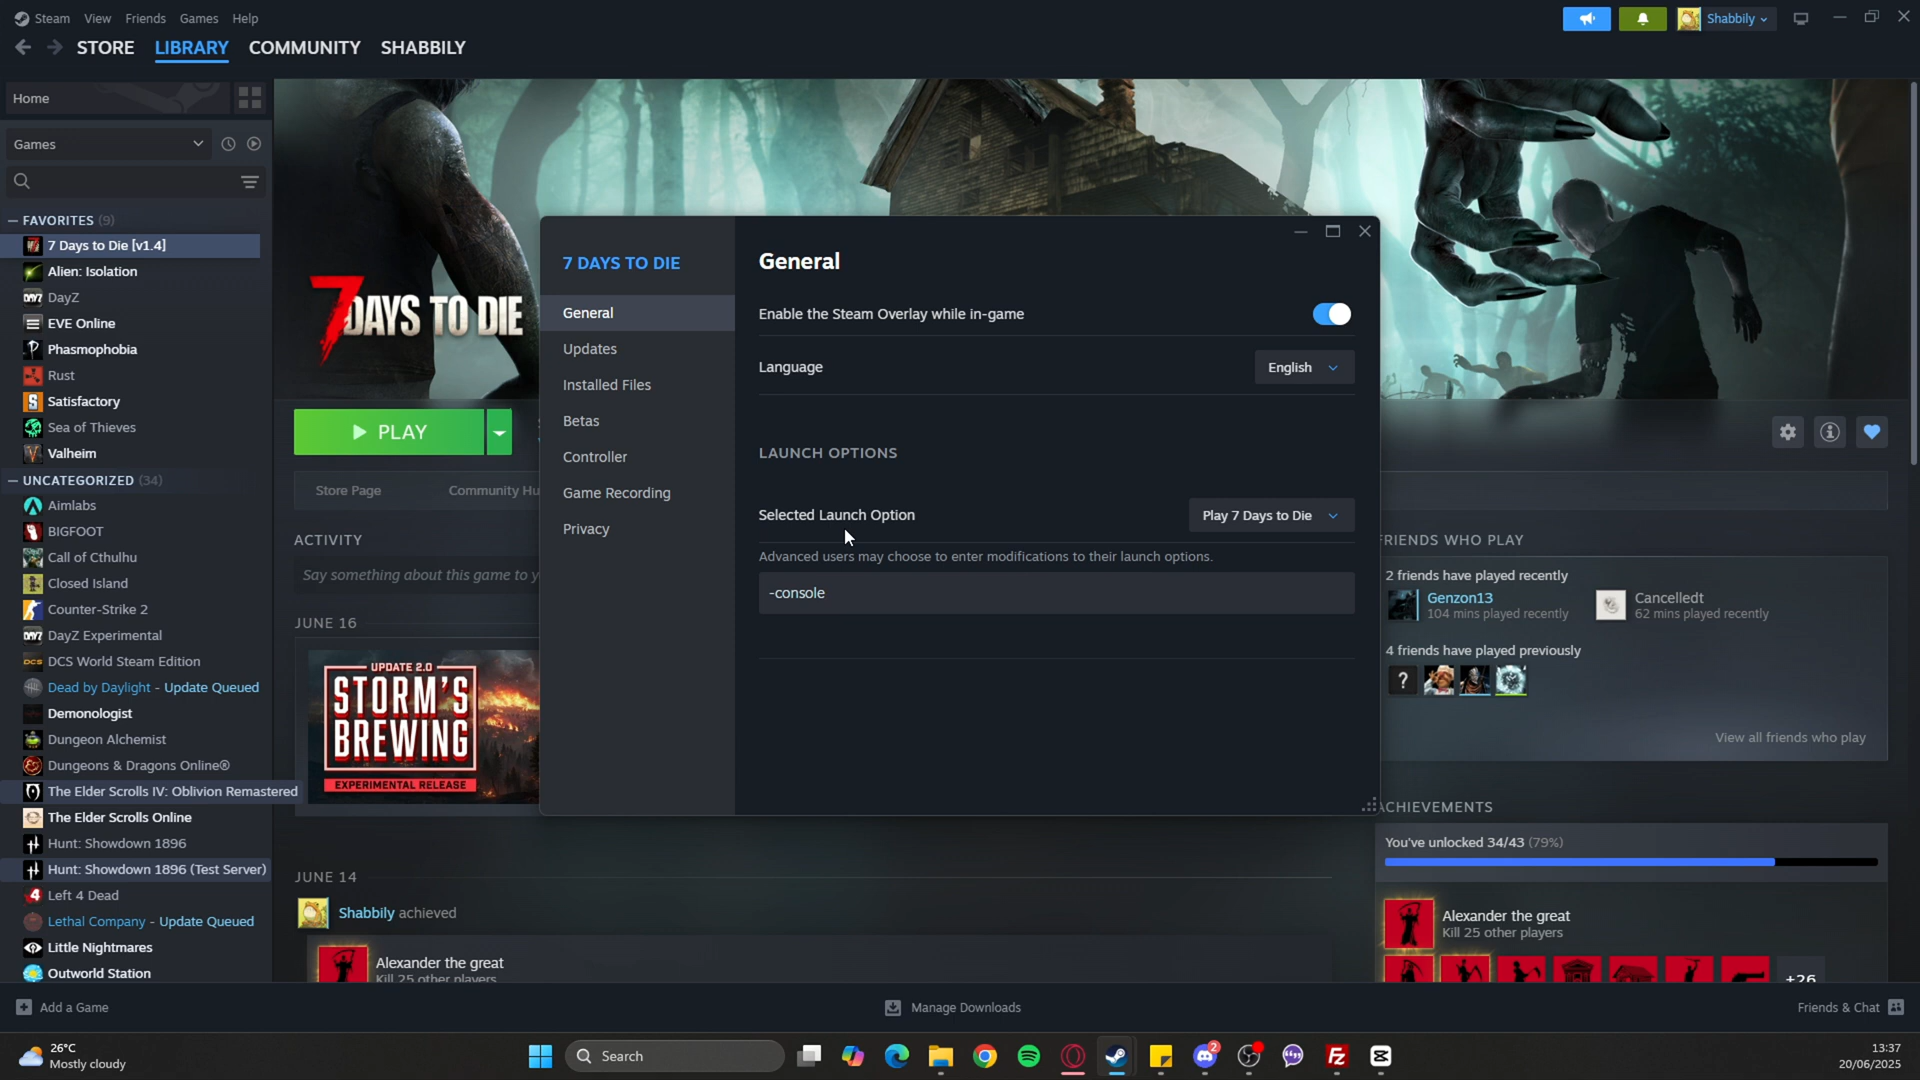 Steam View Friends Games Help
Shabbily
STORE LIBRARY COMMUNITY SHABBILY
Home
Games
FAVORITES (9)
7 Days to Die [v1.4]
Alien: Isolation
DayZ
EVE Online
Phasmophobia
Rust
Satisfactory
Sea of Thieves
Valheim
UNCATEGORIZED (34)
Aimlabs
BIGFOOT
Call of Cthulhu
Closed Island
Counter-Strike 2
DayZ Experimental
DCS World Steam Edition
Dead by Daylight - Update Queued
Demonologist
Dungeon Alchemist
Dungeons & Dragons Online®
The Elder Scrolls IV: Oblivion Remastered
The Elder Scrolls Online
Hunt: Showdown 1896
Hunt: Showdown 1896 (Test Server)
Left 4 Dead
Lethal Company - Update Queued
Little Nightmares
Outworld Station
7 DAYS TO DIE
PLAY
Store Page Community Hu
ACTIVITY
Say something about this game to y
JUNE 16
UPDATE 2.0
STORM'S
BREWING
EXPERIMENTAL RELEASE
JUNE 14
Shabbily achieved
Alexander the great
Kill 25 other players
7 DAYS TO DIE
General
Updates
Installed Files
Betas
Controller
Game Recording
Privacy
General
Enable the Steam Overlay while in-game
Language English
LAUNCH OPTIONS
Selected Launch Option Play 7 Days to Die
Advanced users may choose to enter modifications to their launch options.
-console
FRIENDS WHO PLAY
2 friends have played recently
Genzon13
104 mins played recently
Cancelledt
62 mins played recently
4 friends have played previously
?
View all friends who play
ACHIEVEMENTS
You've unlocked 34/43 (79%)
Alexander the great
Kill 25 other players
+26
Add a Game
Manage Downloads
Friends & Chat
26°C
Mostly cloudy
Search
2
13:37
20/06/2025